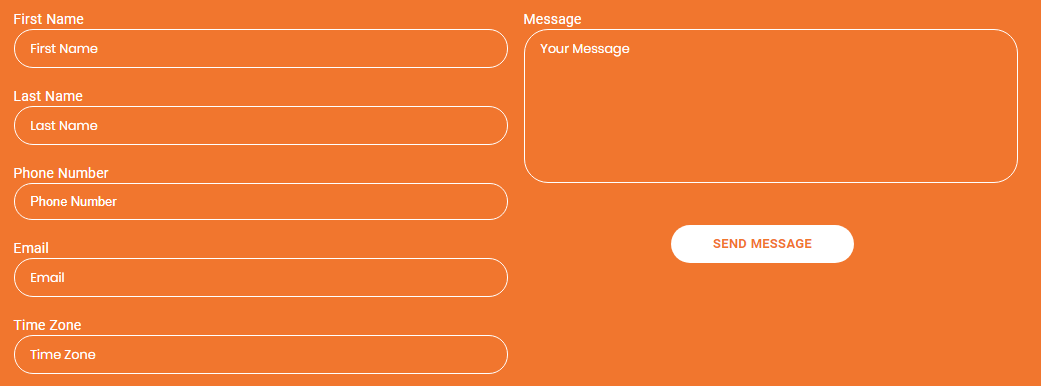 First Name
First Name
Last Name
Last Name
Phone Number
Phone Number
Email
Email
Time Zone
Time Zone
Message
Your Message
SEND MESSAGE